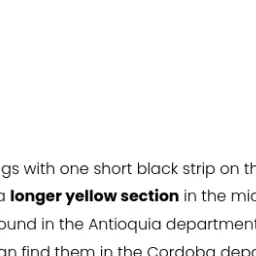 gs with one short black strip on th
a longer yellow section in the mid
ound in the Antioquia department
an find them in the Cordoba depa